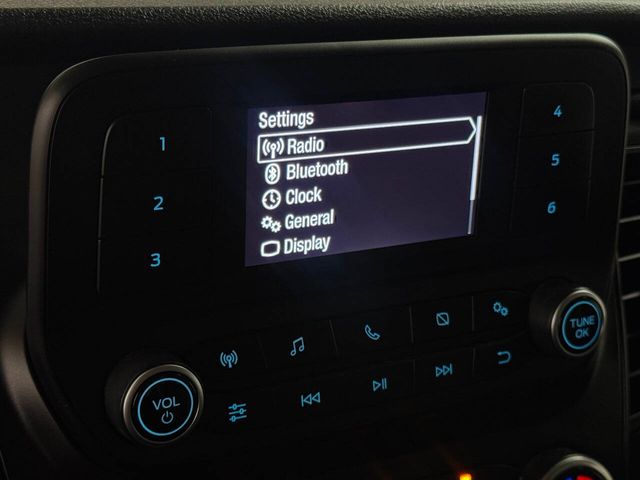 Settings
Radio
Bluetooth
Clock
General
Display
1
2
3
4
5
6
VOL
TUNE
OK